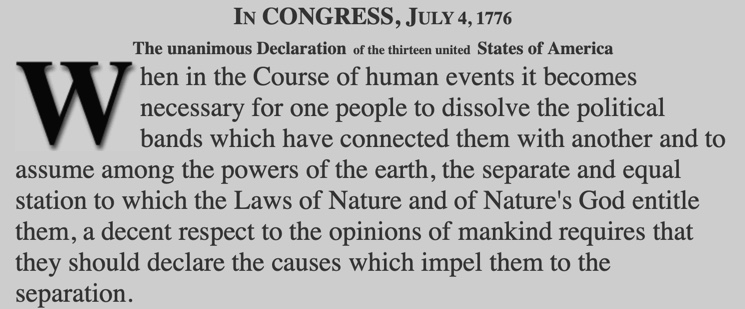 IN CONGRESS, JULY 4, 1776
The unanimous Declaration of the thirteen united States of America
When in the Course of human events it becomes
necessary for one people to dissolve the political
bands which have connected them with another and to
assume among the powers of the earth, the separate and equal
station to which the Laws of Nature and of Nature's God entitle
them, a decent respect to the opinions of mankind requires that
they should declare the causes which impel them to the
separation.